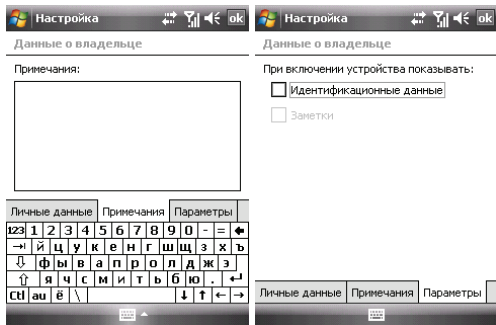 Настройка
ok
Данные о владельце
Примечания:
Личные данные Примечания Параметры
123 1 2 3 4 5 6 7 8 9 0 - =
й ц у к е н г ш щ з х ъ
ф ы в а п р о л д ж э
я ч с м и т ь б ю .
Ctl au ё \
Настройка
ok
Данные о владельце
При включении устройства показывать:
Идентификационные данные
Заметки
Личные данные Примечания Параметры